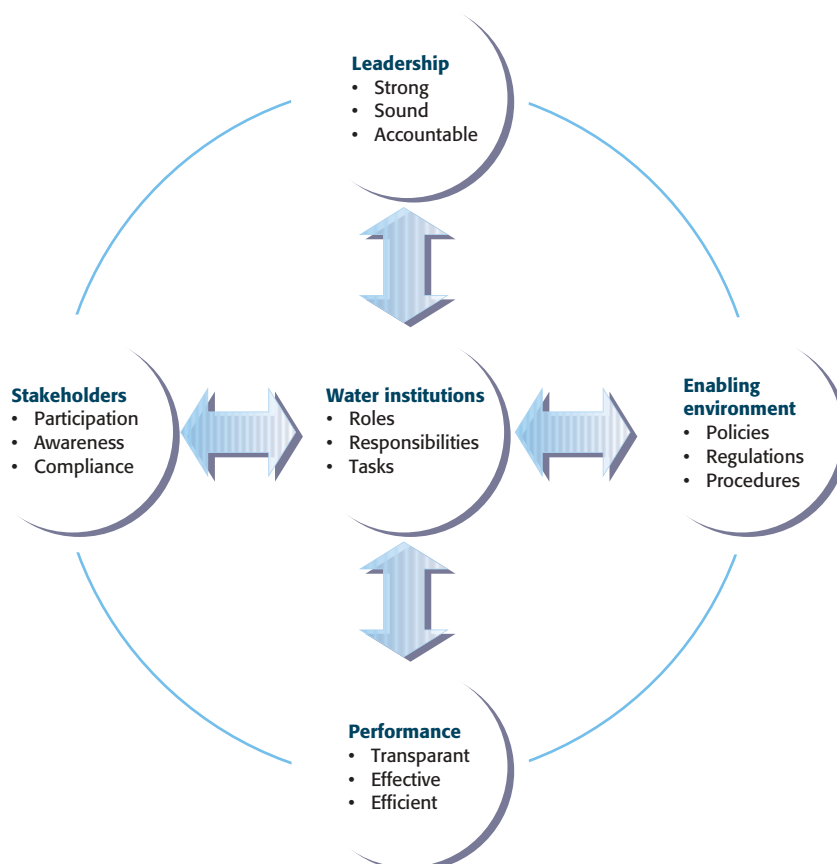 Leadership
• Strong
• Sound
• Accountable
Stakeholders
• Participation
• Awareness
• Compliance
Water institutions
• Roles
• Responsibilities
• Tasks
Enabling
environment
• Policies
• Regulations
• Procedures
Performance
• Transparant
• Effective
• Efficient